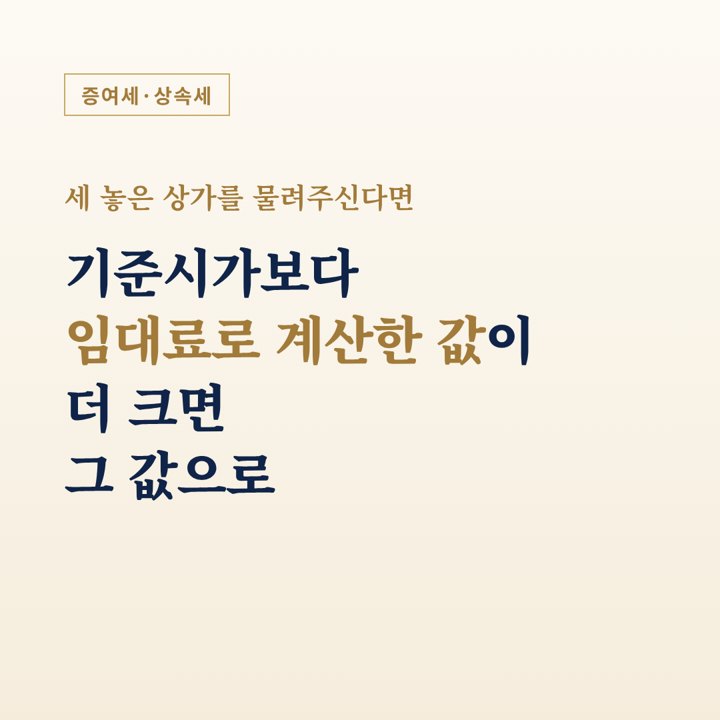 증여세·상속세
세 놓은 상가를 물려주신다면
기준시가보다
임대료로 계산한 값이
더 크면
그 값으로